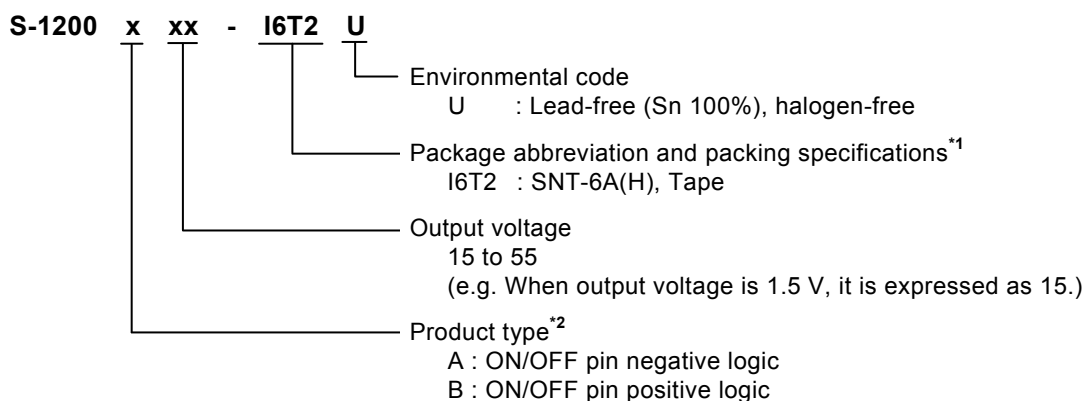 S-1200 x xx - I6T2 U
Environmental code
U : Lead-free (Sn 100%), halogen-free
Package abbreviation and packing specifications*1
I6T2 : SNT-6A(H), Tape
Output voltage
15 to 55
(e.g. When output voltage is 1.5 V, it is expressed as 15.)
Product type*2
A : ON/OFF pin negative logic
B : ON/OFF pin positive logic